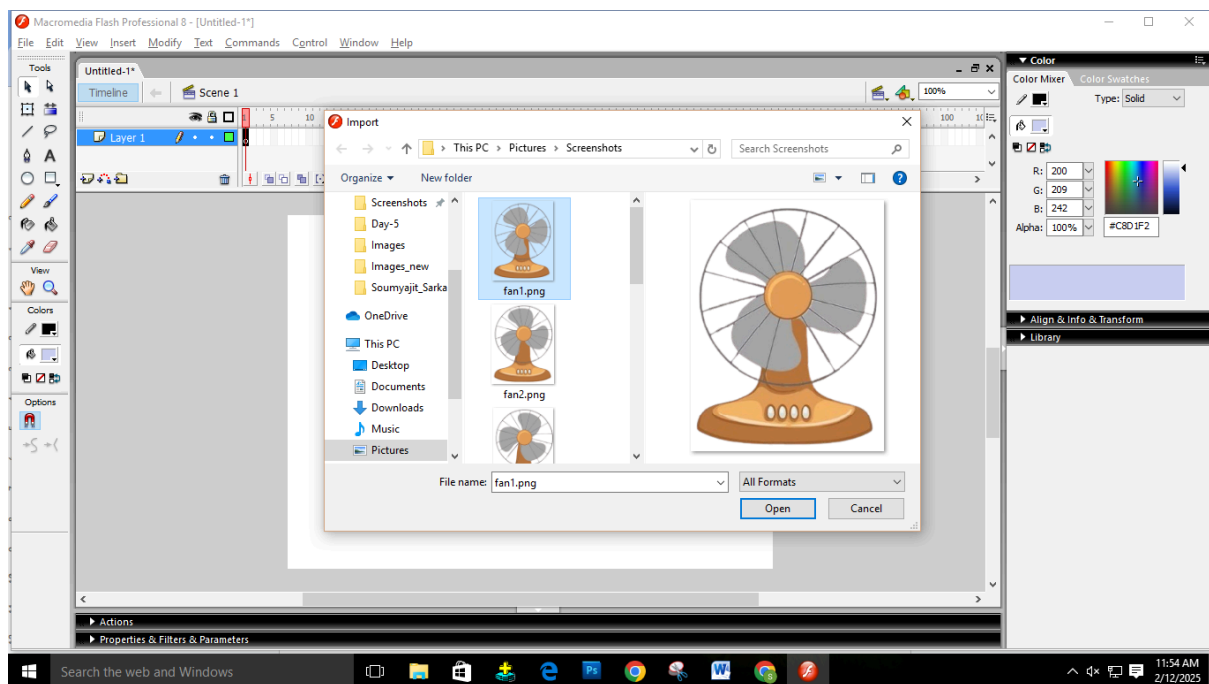 Macromedia Flash Professional 8 - [Untitled-1*]
File Edit View Insert Modify Text Commands Control Window Help
Tools
View
Colors
Options
Untitled-1*
Timeline
Scene 1
100%
Layer 1
1 5 10
100
Import
This PC > Pictures > Screenshots
Search Screenshots
Organize
New folder
Screenshots
Day-5
Images
Images_new
Soumyajit_Sarka
OneDrive
This PC
Desktop
Documents
Downloads
Music
Pictures
fan1.png
fan2.png
File name: fan1.png
All Formats
Open
Cancel
Color
Color Mixer
Color Swatches
Type: Solid
R: 200
G: 209
B: 242
Alpha: 100%
#C8D1F2
Align & Info & Transform
Library
Actions
Properties & Filters & Parameters
Search the web and Windows
Ps
W
11:54 AM
2/12/2025